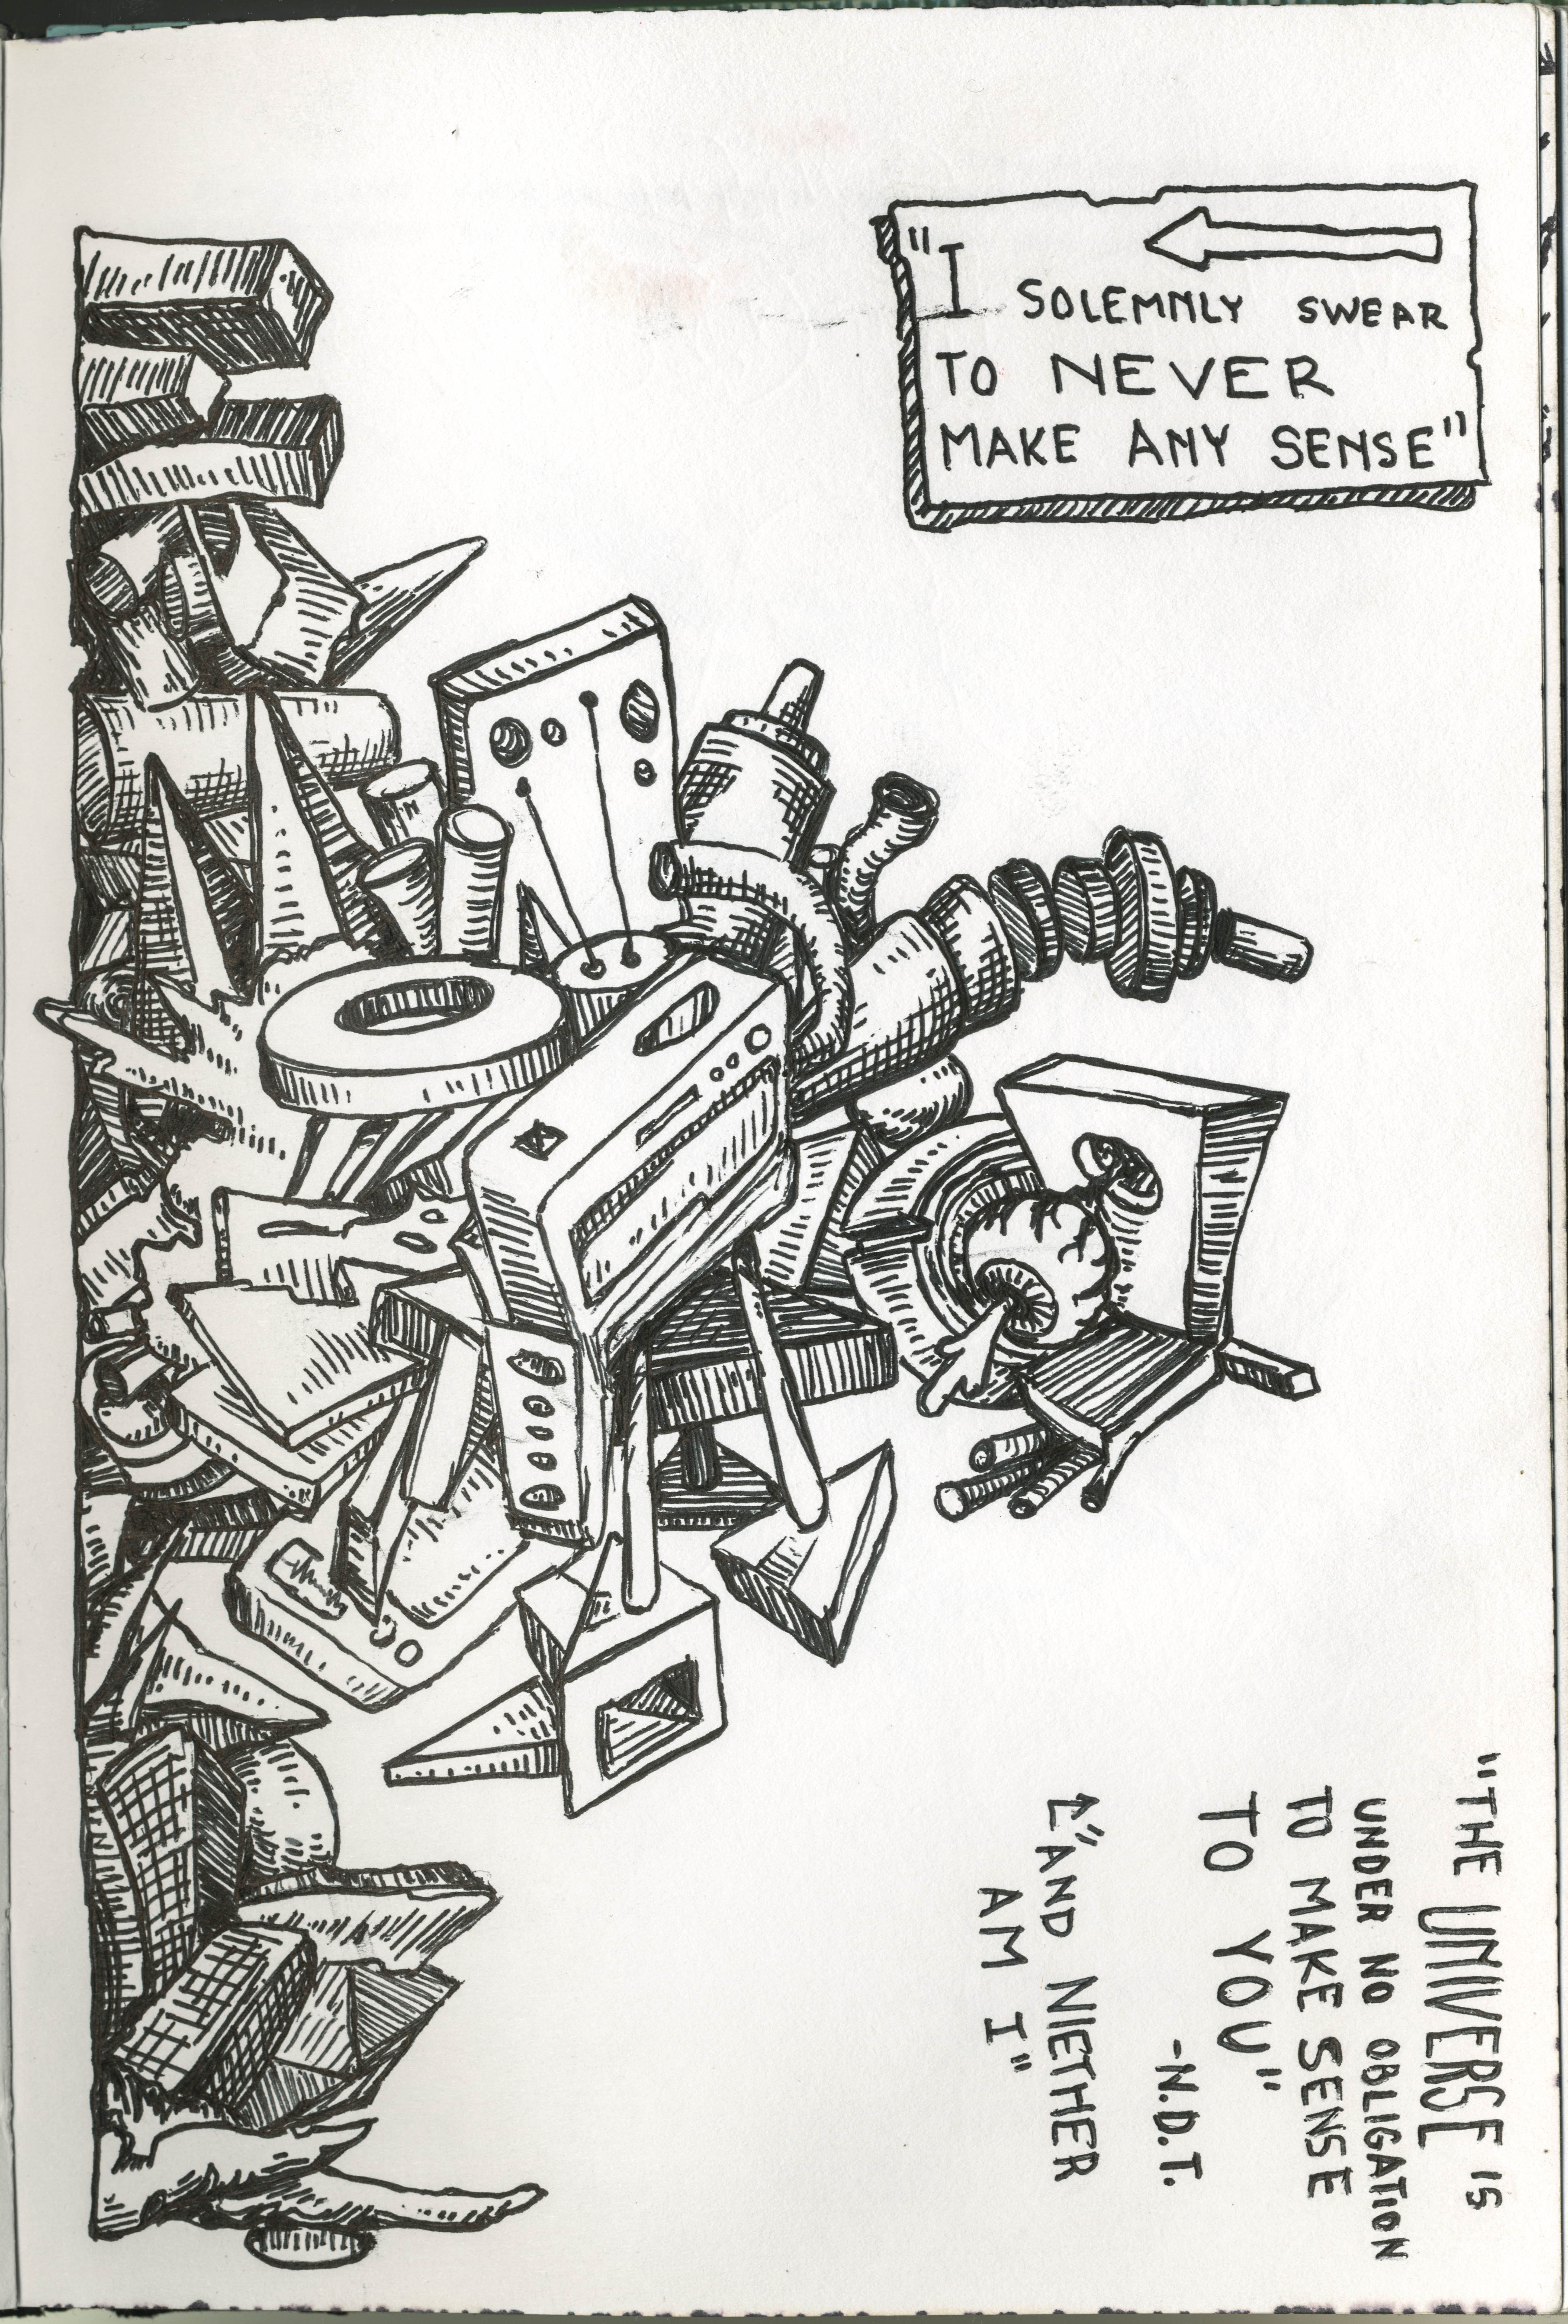 "I SOLEMNLY SWEAR
TO NEVER
MAKE ANY SENSE"
"THE UNIVERSE IS
UNDER NO OBLIGATION
TO MAKE SENSE
TO YOU"
-N.D.T.
"AND NIETHER
AM I"